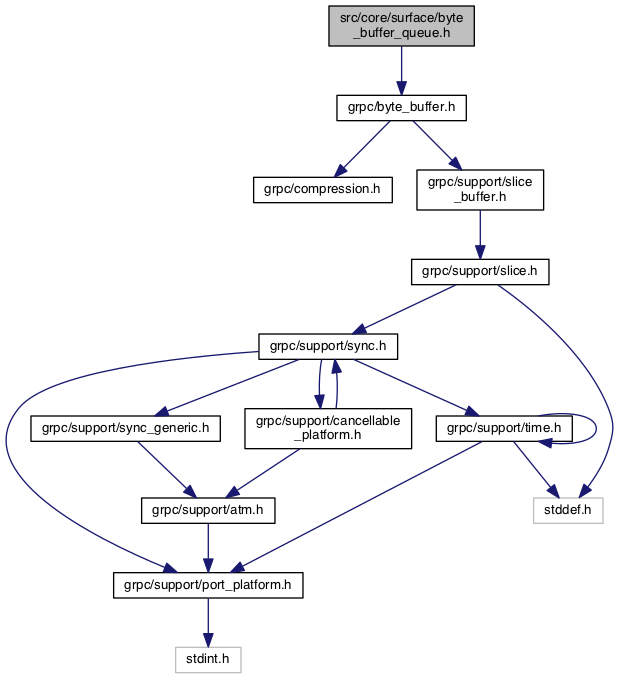 src/core/surface/byte
_buffer_queue.h
grpc/byte_buffer.h
grpc/compression.h
grpc/support/slice
_buffer.h
grpc/support/slice.h
grpc/support/sync.h
grpc/support/sync_generic.h
grpc/support/cancellable
_platform.h
grpc/support/time.h
grpc/support/atm.h
stddef.h
grpc/support/port_platform.h
stdint.h